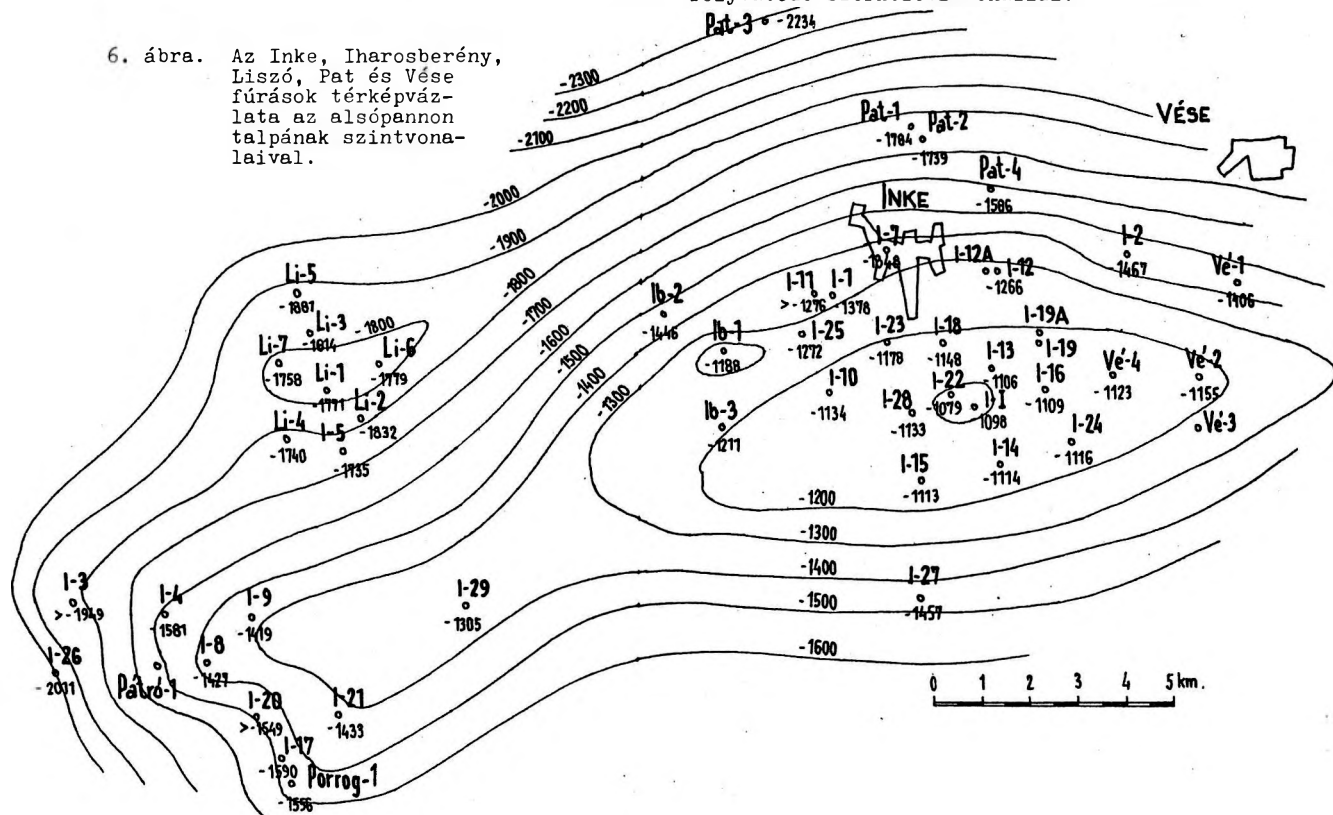 Pat-3 -2234
6. ábra. Az Inke, Iharosberény,
Liszó, Pat és Vése
fúrások térképváz-
lata az alsópannon
talpának szintvona-
laival.
-2300
-2200
-2100
-2000
-1900
-1800
-1700
-1600
-1500
-1400
-1300
VÉSE
Pat-1
-1784
Pat-2
-1739
Pat-4
-1586
INKE
I-7
I-2
-1467
Vé-1
-1406
I-12A
I-12
-1266
I-11
>-1276
I-1
-1378
Li-5
-1881
Li-3
-1814
-1800
Li-7
-1758
Li-6
-1779
Li-1
-1771
Li-2
-1832
Li-4
-1740
I-5
-1735
Ib-2
-1446
Ib-1
-1188
I-25
-1272
I-23
-1178
I-18
-1148
I-19A
I-19
I-13
-1106
I-16
-1109
Vé-4
-1123
Vé-2
-1155
I-10
-1134
I-22
-1079
I-I
1098
I-28
-1133
Ib-3
-1211
Vé-3
I-24
-1116
I-14
-1114
I-15
-1113
-1200
-1300
-1400
-1500
-1600
I-27
-1457
I-3
>-1949
I-4
-1581
I-9
-1419
I-29
-1305
I-8
-1427
I-26
-2011
Pátró-1
I-20
>-1549
I-21
-1433
I-17
-1590
Porrog-1
-1556
0 1 2 3 4 5 km.